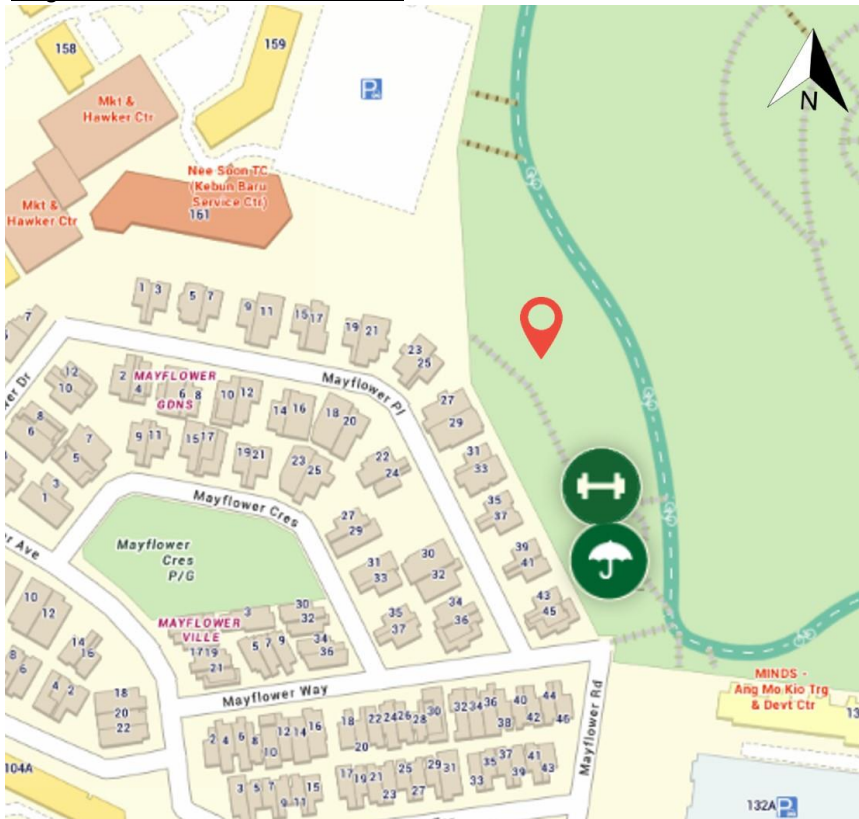 158
159
Mkt &
Hawker Ctr
P
N
Nee Soon TC
(Kebun Baru
Service Ctr)
161
Mkt &
Hawker Ctr
1 3
5 7
9 11
15 17
19 21
23
25
7
12
10
2
4
MAYFLOWER
GDNS
6 8
10 12
14 16
18
20
Mayflower Pl
27
29
8
6
7
5
9 11
15 17
19 21
23
25
22
24
31
33
3
1
Mayflower Cres
35
37
27
29
Mayflower
Cres
P/G
31
33
30
32
39
41
10
12
MAYFLOWER
VILLE
3
30
32
35
37
34
36
43
45
14
16
17 19
21
5 7 9
34
36
8
6
4 2
18
20
22
Mayflower Way
MINDS -
Ang Mo Kio Trg
& Devt Ctr
2 4 6 8
10
12 14 16
18
20
22 24 26 28 30
32 34 36
38
40
42
44
46
Mayflower Rd
104A
3 5 7
9 11
15
17 19 21
23
25
27
29 31
33
35
37
39
41
43
132A
P